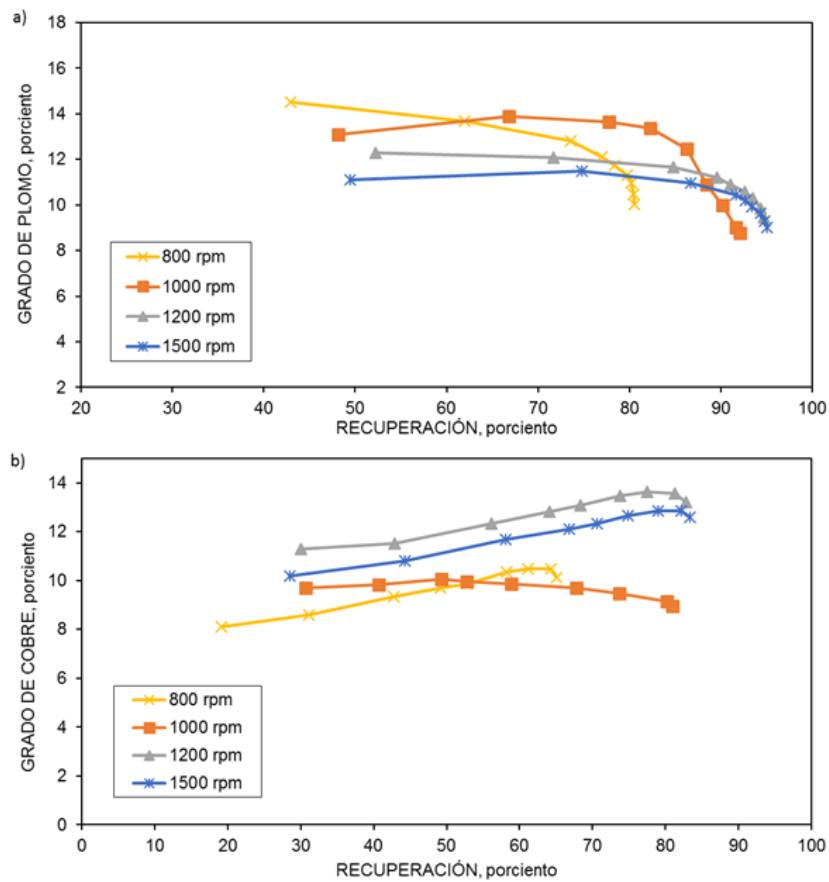 a)
18
16
14
12
10
8
6
4
2
GRADO DE PLOMO, porciento
800 rpm
1000 rpm
1200 rpm
1500 rpm
20 30 40 50 60 70 80 90 100
RECUPERACIÓN, porciento
b)
14
12
10
8
6
4
2
0
GRADO DE COBRE, porciento
800 rpm
1000 rpm
1200 rpm
1500 rpm
0 10 20 30 40 50 60 70 80 90 100
RECUPERACIÓN, porciento